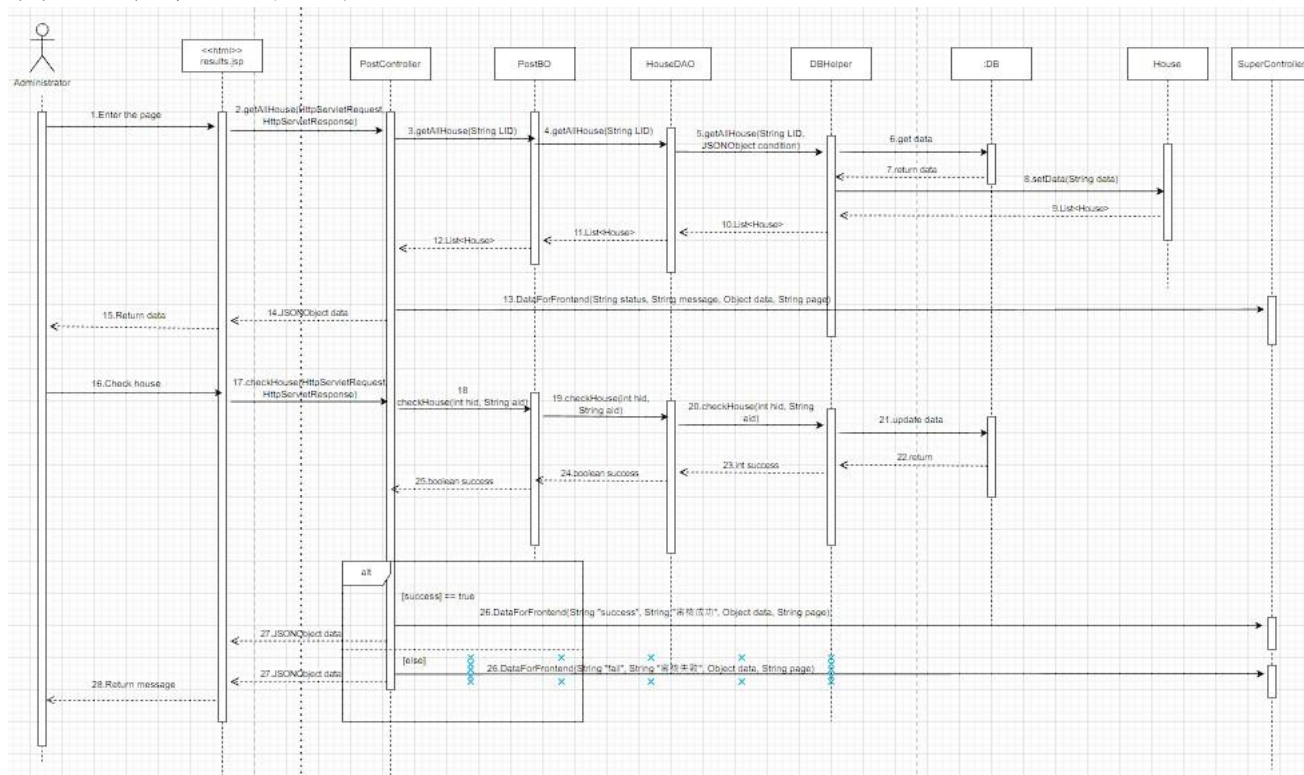 <<html>>
results.jsp
PostController
PostBO
HouseDAO
DBHelper
:DB
House
SuperController
Administrator
1.Enter the page
2.getAllHouse(HttpServletRequest,
HttpServletResponse)
3.getAllHouse(String LID)
4.getAllHouse(String LID)
5.getAllHouse(String LID,
JSONObject condition)
6.get data
7.return data
8.setData(String data)
9.List<House>
10.List<House>
11.List<House>
12.List<House>
13.DataForFrontend(String status, String message, Object data, String page)
14.JSONObject data
15.Return data
16.Check house
17.checkHouse(HttpServletRequest,
HttpServletResponse)
18
checkHouse(int hid, String aid)
19.checkHouse(int hid,
String aid)
20.checkHouse(int hid, String
aid)
21.update data
22.return
23.int success
24.boolean success
25.boolean success
alt
[success] == true
26.DataForFrontend(String "success", String "審核成功", Object data, String page)
27.JSONObject data
[else]
26.DataForFrontend(String "fail", String "審核失敗", Object data, String page)
27.JSONObject data
28.Return message